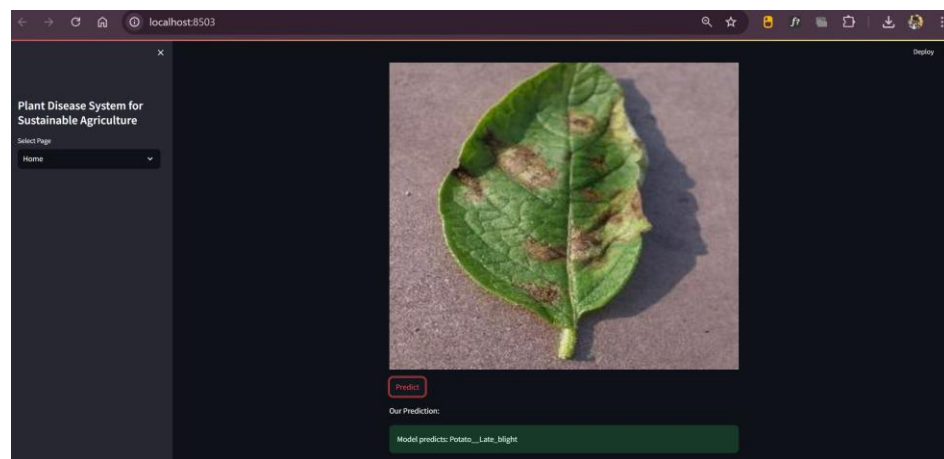 localhost:8503
Deploy
Plant Disease System for
Sustainable Agriculture
Select Page
Home
Predict
Our Prediction:
Model predicts: Potato__Late_blight